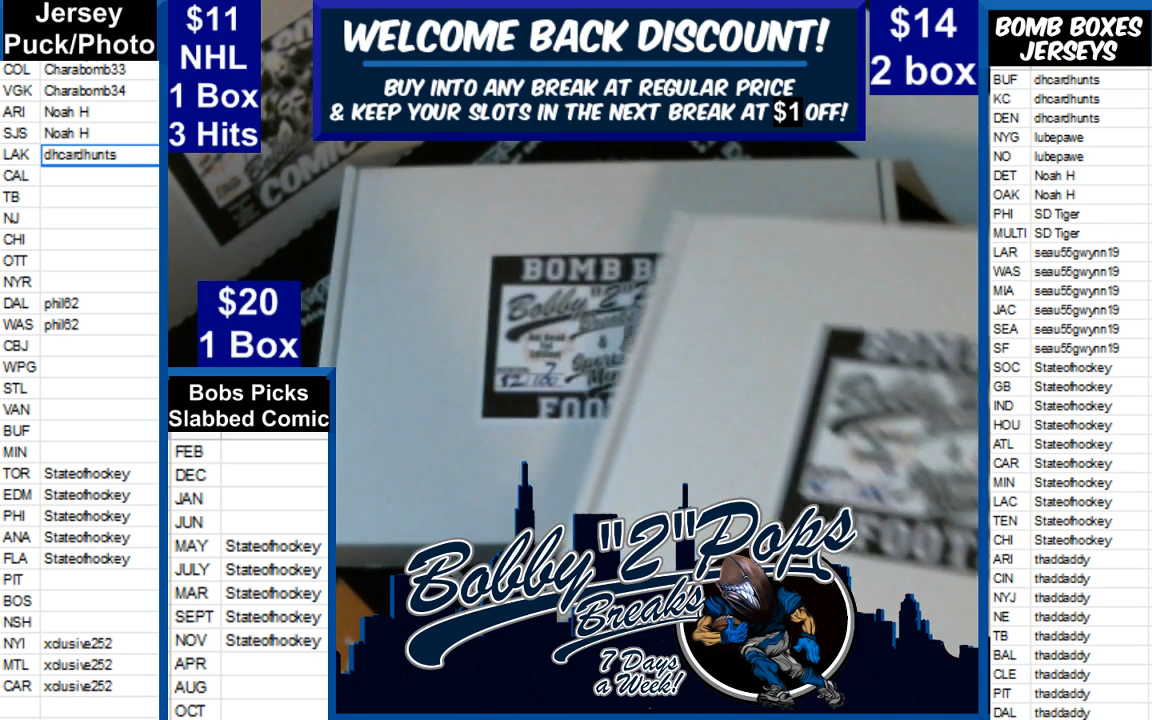 Jersey
Puck/Photo
COL Charabomb33
VGK Charabomb34
ARI Noah H
SJS Noah H
LAK dhcardhunts
CAL
TB
NJ
CHI
OTT
NYR
DAL phil62
WAS phil62
CBJ
WPG
STL
VAN
BUF
MIN
TOR Stateofhockey
EDM Stateofhockey
PHI Stateofhockey
ANA Stateofhockey
FLA Stateofhockey
PIT
BOS
NSH
NYI xclusive252
MTL xclusive252
CAR xclusive252
$11
NHL
1 Box
3 Hits
WELCOME BACK DISCOUNT!
BUY INTO ANY BREAK AT REGULAR PRICE
& KEEP YOUR SLOTS IN THE NEXT BREAK AT $1 OFF!
$14
2 box
$20
1 Box
Bobs Picks
Slabbed Comic
FEB
DEC
JAN
JUN
MAY Stateofhockey
JULY Stateofhockey
MAR Stateofhockey
SEPT Stateofhockey
NOV Stateofhockey
APR
AUG
OCT
COMIC
BOMB B
Bobby "2"
FOO
FOOT
Bobby "2" Pops
Breaks
7 Days
a Week!
BOMB BOXES
JERSEYS
BUF dhcardhunts
KC dhcardhunts
DEN dhcardhunts
NYG lubepawe
NO lubepawe
DET Noah H
OAK Noah H
PHI SD Tiger
MULTI SD Tiger
LAR seau55gwynn19
WAS seau55gwynn19
MIA seau55gwynn19
JAC seau55gwynn19
SEA seau55gwynn19
SF seau55gwynn19
SOC Stateofhockey
GB Stateofhockey
IND Stateofhockey
HOU Stateofhockey
ATL Stateofhockey
CAR Stateofhockey
MIN Stateofhockey
LAC Stateofhockey
TEN Stateofhockey
CHI Stateofhockey
ARI thaddaddy
CIN thaddaddy
NYJ thaddaddy
NE thaddaddy
TB thaddaddy
BAL thaddaddy
CLE thaddaddy
PIT thaddaddy
DAL thaddaddy